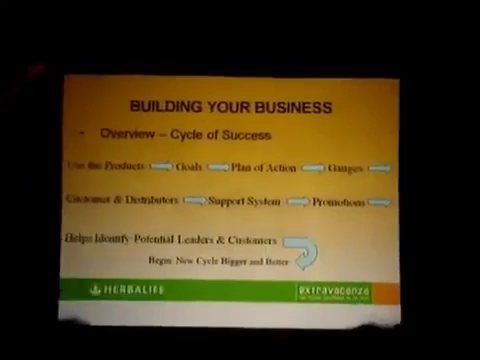 BUILDING YOUR BUSINESS
• Overview – Cycle of Success
Use the Products Goals Plan of Action Gauges
Customer & Distributors Support System Promotions
Helps Identify Potential Leaders & Customers
Begin New Cycle Bigger and Better
HERBALIFE extravaganza